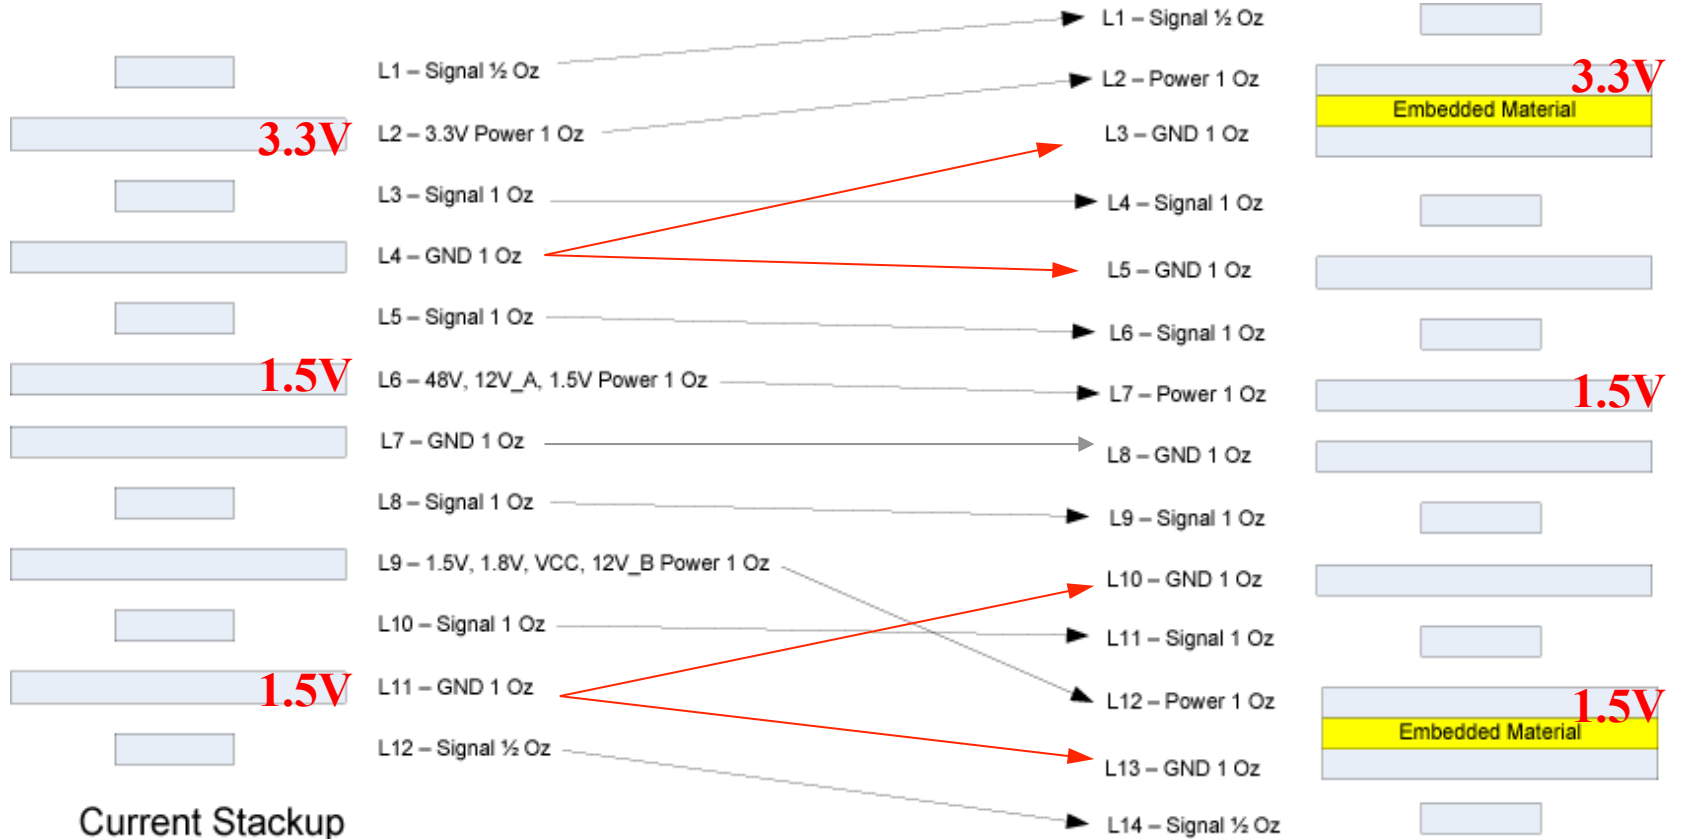 L1 – Signal ½ Oz
L2 – 3.3V Power 1 Oz
3.3V
L3 – Signal 1 Oz
L4 – GND 1 Oz
L5 – Signal 1 Oz
L6 – 48V, 12V_A, 1.5V Power 1 Oz
1.5V
L7 – GND 1 Oz
L8 – Signal 1 Oz
L9 – 1.5V, 1.8V, VCC, 12V_B Power 1 Oz
L10 – Signal 1 Oz
L11 – GND 1 Oz
1.5V
L12 – Signal ½ Oz
Current Stackup
L1 – Signal ½ Oz
L2 – Power 1 Oz
3.3V
Embedded Material
L3 – GND 1 Oz
L4 – Signal 1 Oz
L5 – GND 1 Oz
L6 – Signal 1 Oz
L7 – Power 1 Oz
1.5V
L8 – GND 1 Oz
L9 – Signal 1 Oz
L10 – GND 1 Oz
L11 – Signal 1 Oz
L12 – Power 1 Oz
1.5V
Embedded Material
L13 – GND 1 Oz
L14 – Signal ½ Oz